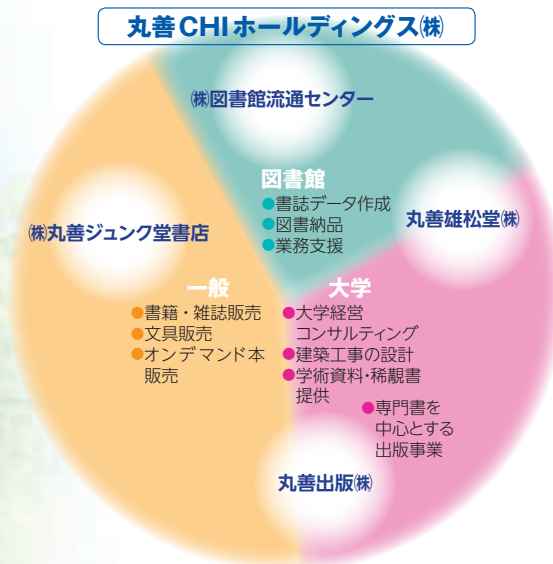 丸善CHIホールディングス㈱
㈱図書館流通センター
図書館
●書誌データ作成
●図書納品
●業務支援
丸善雄松堂㈱
㈱丸善ジュンク堂書店
一般
●書籍・雑誌販売
●文具販売
●オンデマンド本
販売
大学
●大学経営
コンサルティング
●建築工事の設計
●学術資料・稀覯書
提供
●専門書を
中心とする
出版事業
丸善出版㈱